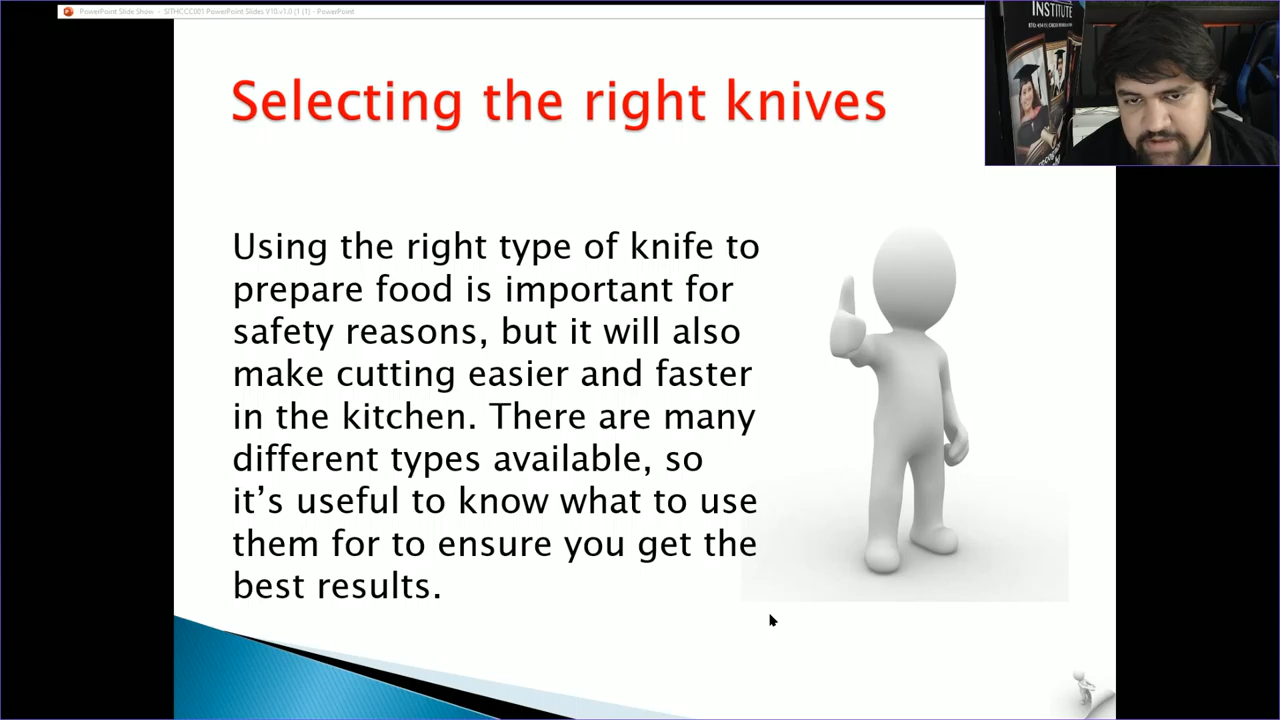 PowerPoint Slide Show - SITHCCC001 PowerPoint Slides V10.v1.0 (1 (1) - PowerPoint
INSTITUTE
Selecting the right knives
Using the right type of knife to
prepare food is important for
safety reasons, but it will also
make cutting easier and faster
in the kitchen. There are many
different types available, so
it’s useful to know what to use
them for to ensure you get the
best results.